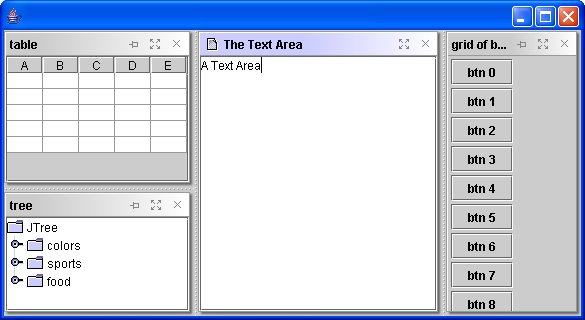 table
A B C D E
tree
JTree
colors
sports
food
The Text Area
A Text Area
grid of b...
btn 0
btn 1
btn 2
btn 3
btn 4
btn 5
btn 6
btn 7
btn 8